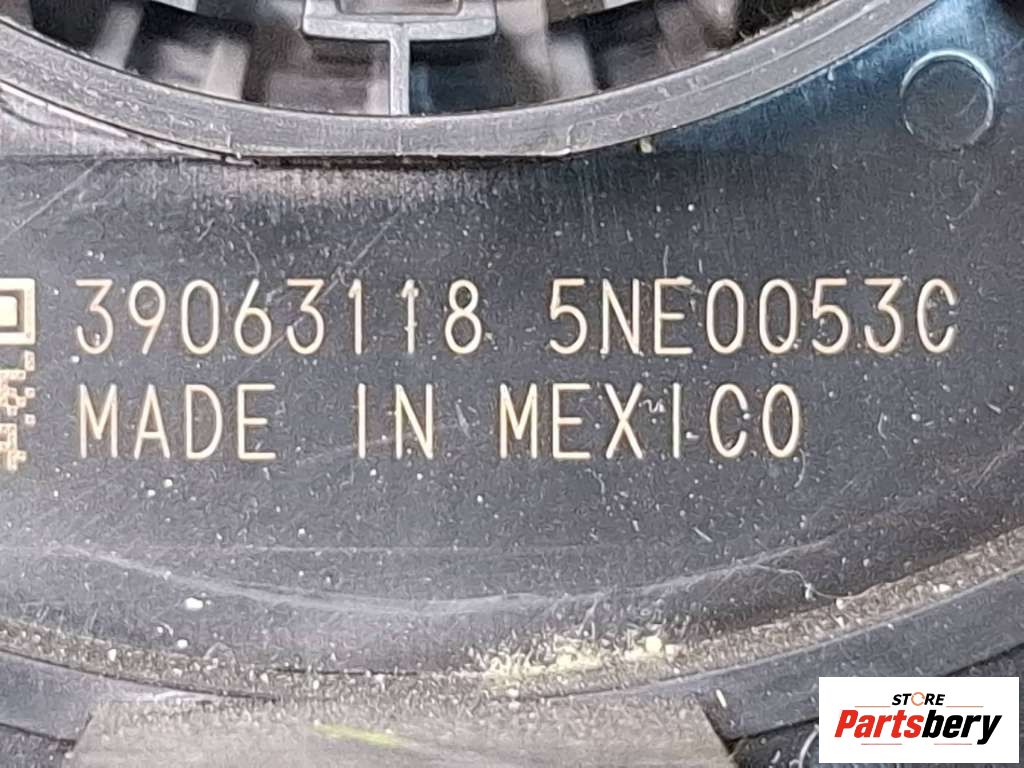 39063118 5NE0053C
MADE IN MEXICO
STORE
Partsbery